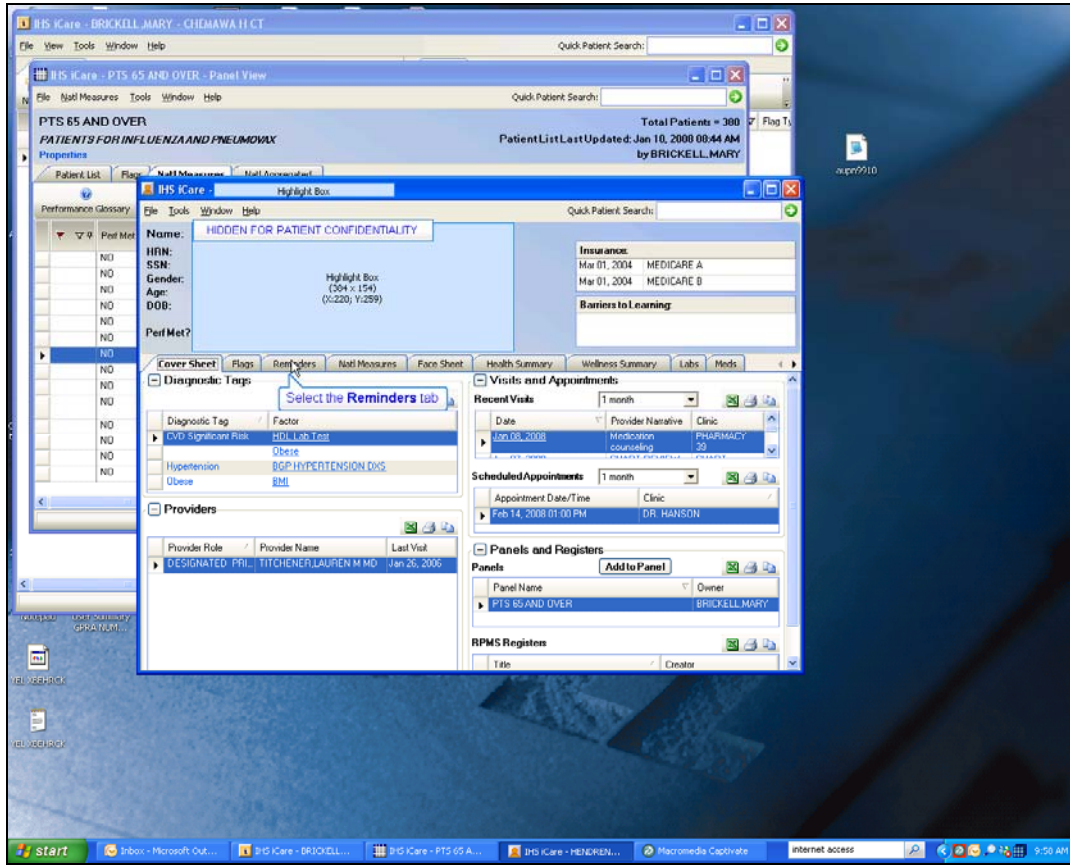 IHS iCare - BRICKELL ,MARY - CHEMAWA H CT
File View Tools Window Help Quick Patient Search:
IHS iCare - PTS 65 AND OVER - Panel View
File Natl Measures Tools Window Help Quick Patient Search:
PTS 65 AND OVER Total Patients = 380
PATIENTS FOR INFLUENZA AND PNEUMOVAX Patient List Last Updated: Jan 10, 2008 08:44 AM
Properties by BRICKELL,MARY
Patient List Flags Natl Measures Natl Aggregated
Performance Glossary
Perf Met
NO
NO
NO
NO
NO
NO
NO
NO
NO
NO
NO
NO
NO
NO
IHS iCare - Highlight Box
File Tools Window Help Quick Patient Search:
Name: HIDDEN FOR PATIENT CONFIDENTIALITY
HRN:
SSN:
Gender:
Age:
DOB:
Perf Met?
Highlight Box
(384 x 154)
(X:220; Y:259)
Insurance:
Mar 01, 2004 MEDICARE A
Mar 01, 2004 MEDICARE B
Barriers to Learning:
Cover Sheet Flags Reminders Natl Measures Face Sheet Health Summary Wellness Summary Labs Meds
Diagnostic Tags
Select the Reminders tab
Diagnostic Tag Factor
CVD Significant Risk HDL Lab Test
Obese
Hypertension BGP HYPERTENSION DXS
Obese BMI
Providers
Provider Role Provider Name Last Visit
DESIGNATED PRI... TITCHENER,LAUREN M MD Jan 26, 2006
Visits and Appointments
Recent Visits 1 month
Date Provider Narrative Clinic
Jan 08, 2008 Medication counseling PHARMACY 39
Scheduled Appointments 1 month
Appointment Date/Time Clinic
Feb 14, 2008 01:00 PM DR. HANSON
Panels and Registers
Panels Add to Panel
Panel Name Owner
PTS 65 AND OVER BRICKELL,MARY
RPMS Registers
Title Creator
aupn9910
start Inbox - Microsoft Out... IHS iCare - BRICKELL... IHS iCare - PTS 65 A... IHS iCare - HENDREN... Macromedia Captivate internet access 9:50 AM